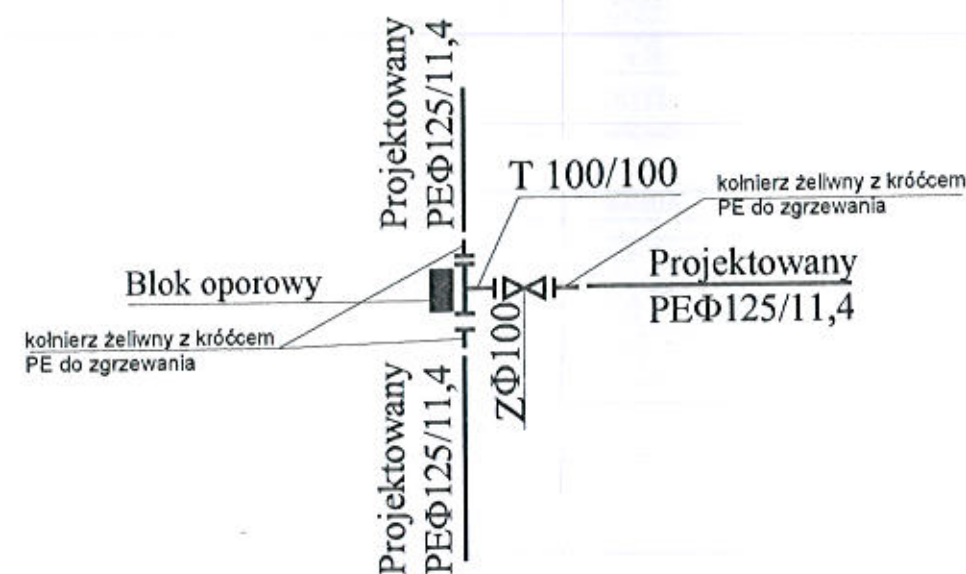 Projektowany
PEΦ125/11,4
T 100/100
kołnierz żeliwny z króćcem
PE do zgrzewania
Blok oporowy
Projektowany
PEΦ125/11,4
ZΦ100
kołnierz żeliwny z króćcem
PE do zgrzewania
Projektowany
PEΦ125/11,4